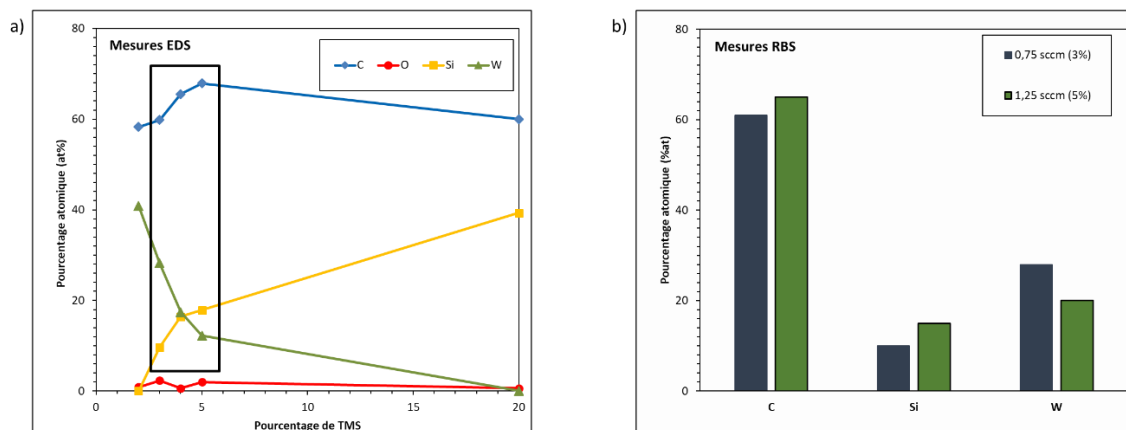 a)
Mesures EDS
C O Si W
Pourcentage atomique (at%)
80
60
40
20
0
0 5 10 15 20
Pourcentage de TMS
b)
Mesures RBS
0,75 sccm (3%)
1,25 sccm (5%)
Pourcentage atomique (%at)
80
60
40
20
0
C Si W